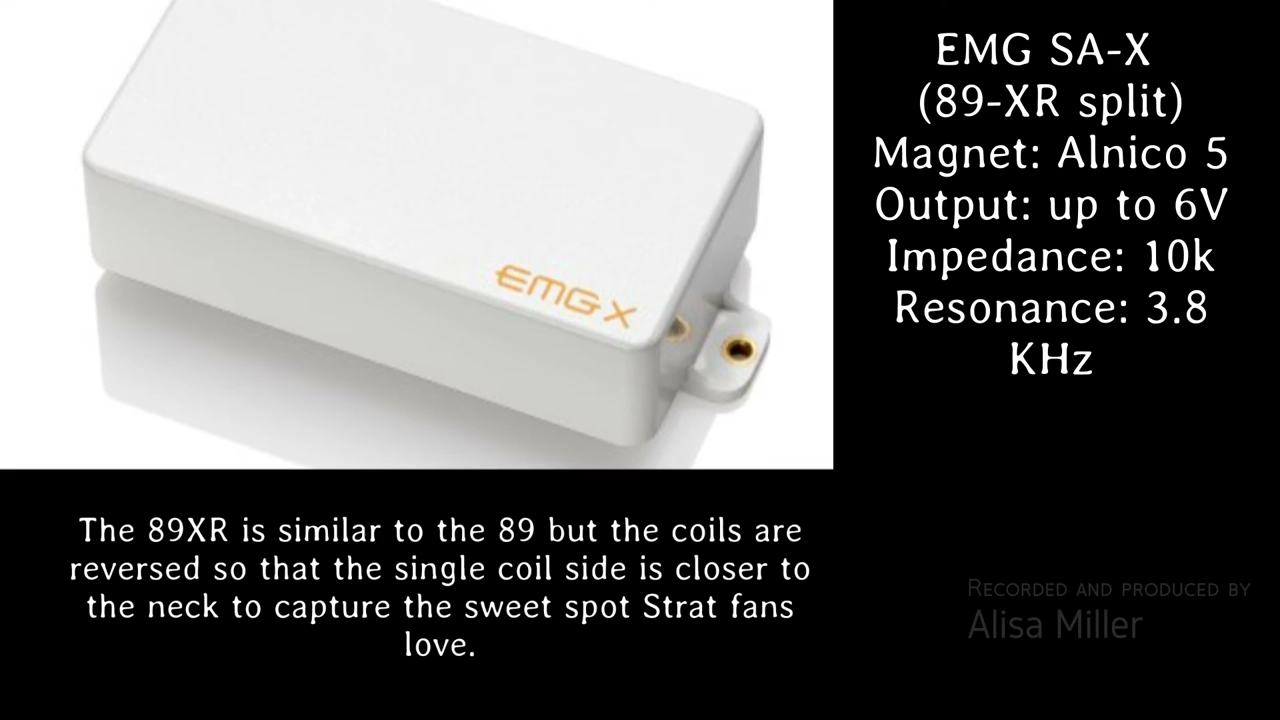 EMG X
EMG SA-X
(89-XR split)
Magnet: Alnico 5
Output: up to 6V
Impedance: 10k
Resonance: 3.8
KHz
The 89XR is similar to the 89 but the coils are
reversed so that the single coil side is closer to
the neck to capture the sweet spot Strat fans
love.
Recorded and produced by
Alisa Miller